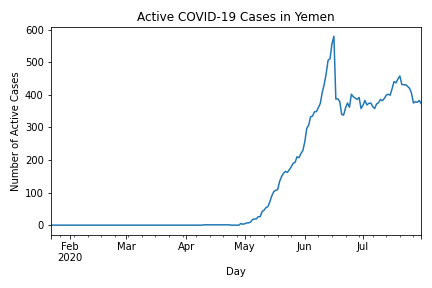 Active COVID-19 Cases in Yemen
Number of Active Cases
600
500
400
300
200
100
0
Feb
2020
Mar
Apr
May
Jun
Jul
Day